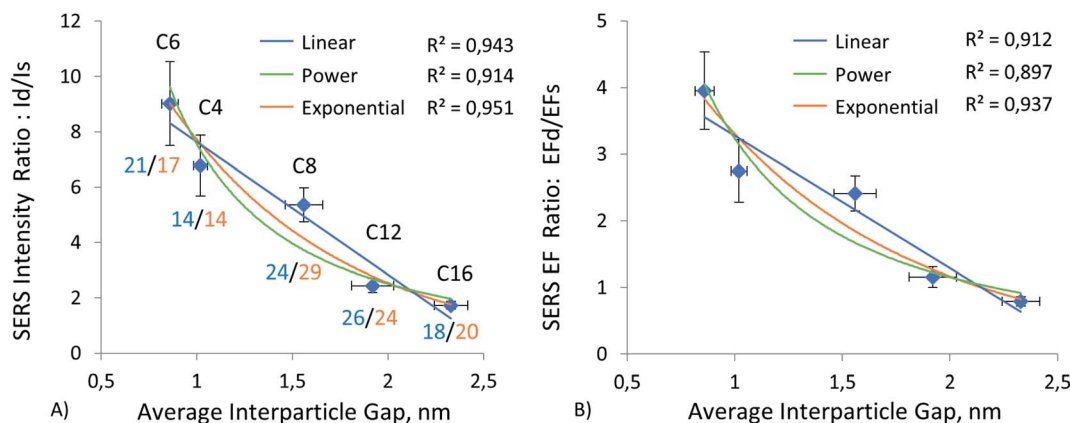 SERS Intensity Ratio : Id/Is
12
10
8
6
4
2
0
C6
C4
C8
C12
C16
21/17
14/14
24/29
26/24
18/20
Linear R² = 0,943
Power R² = 0,914
Exponential R² = 0,951
0,5 1 1,5 2 2,5
A) Average Interparticle Gap, nm
SERS EF Ratio: EFd/EFs
5
4
3
2
1
0
Linear R² = 0,912
Power R² = 0,897
Exponential R² = 0,937
0,5 1 1,5 2 2,5
B) Average Interparticle Gap, nm